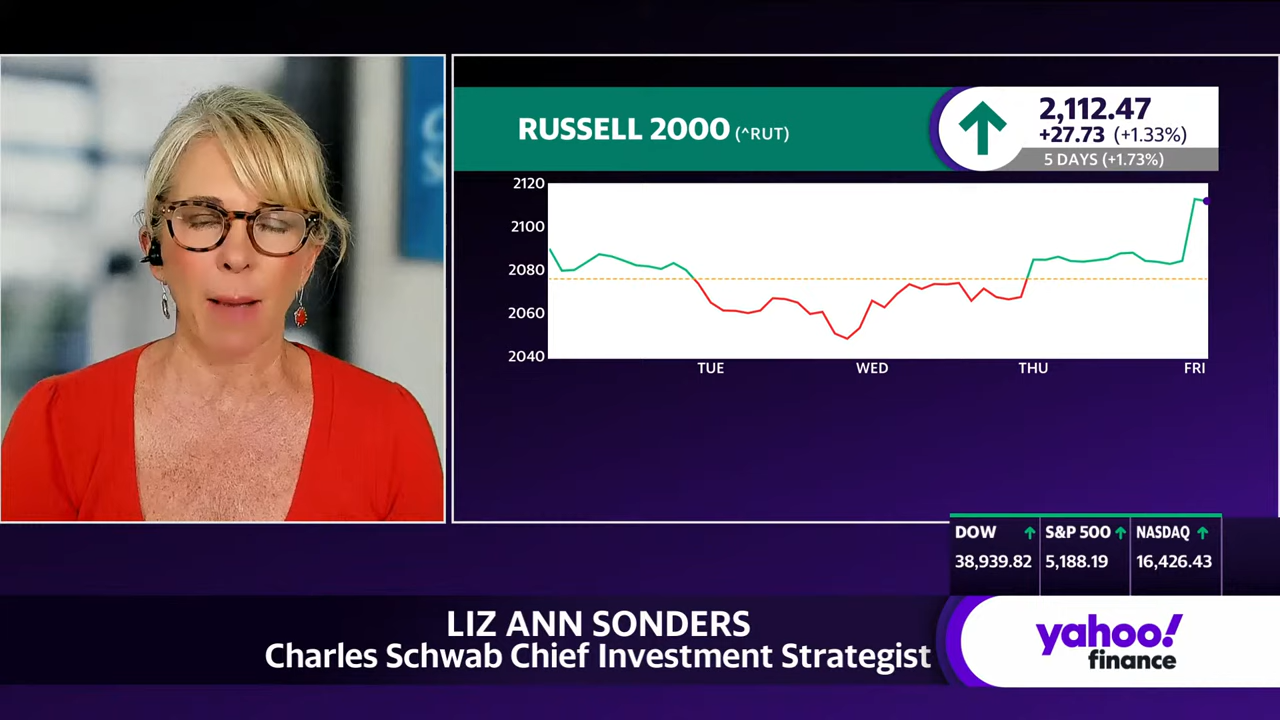 RUSSELL 2000 (^RUT)
2,112.47
+27.73 (+1.33%)
5 DAYS (+1.73%)
2120
2100
2080
2060
2040
TUE WED THU FRI
DOW S&P 500 NASDAQ
38,939.82 5,188.19 16,426.43
LIZ ANN SONDERS
Charles Schwab Chief Investment Strategist
yahoo!
finance